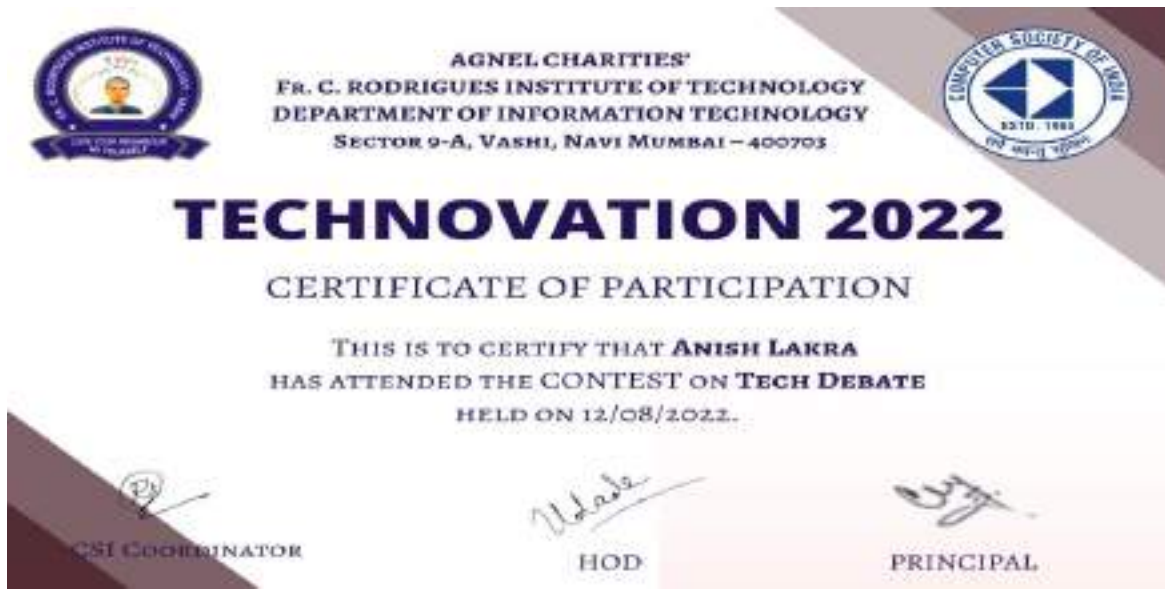 AGNEL CHARITIES'
FR. C. RODRIGUES INSTITUTE OF TECHNOLOGY
DEPARTMENT OF INFORMATION TECHNOLOGY
SECTOR 9-A, VASHI, NAVI MUMBAI – 400703
COMPUTER SOCIETY OF INDIA
ESTD. 1965
TECHNOVATION 2022
CERTIFICATE OF PARTICIPATION
THIS IS TO CERTIFY THAT ANISH LAKRA
HAS ATTENDED THE CONTEST ON TECH DEBATE
HELD ON 12/08/2022.
CSI COORDINATOR
HOD
PRINCIPAL